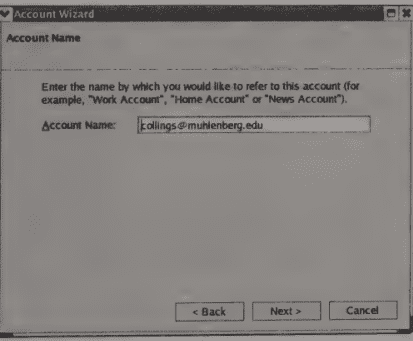 Account Wizard
Account Name
Enter the name by which you would like to refer to this account (for
example, "Work Account", "Home Account" or "News Account").
Account Name: collings@muhlenberg.edu
< Back Next > Cancel